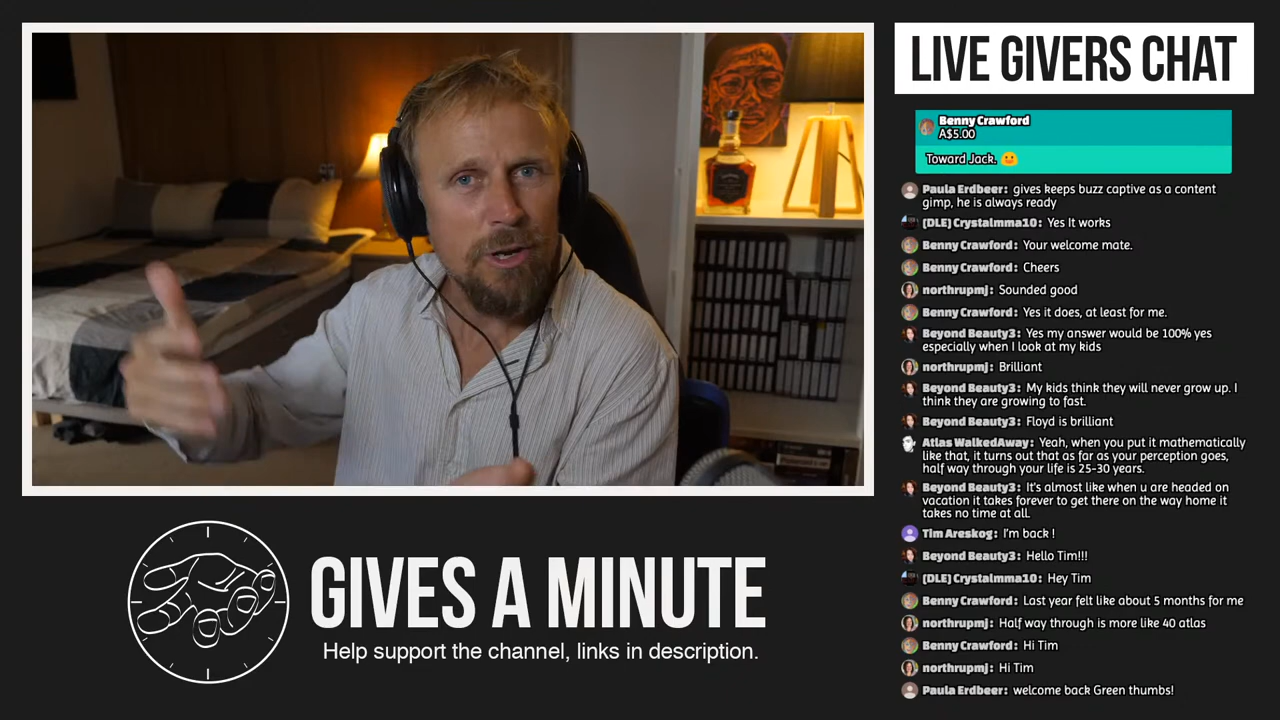 LIVE GIVERS CHAT
Benny Crawford
A$5.00
Toward Jack.
Paula Erdbeer: gives keeps buzz captive as a content
gimp, he is always ready
(DLE) Crystalmma10: Yes It works
Benny Crawford: Your welcome mate.
Benny Crawford: Cheers
northrupmj: Sounded good
Benny Crawford: Yes it does, at least for me.
Beyond Beauty3: Yes my answer would be 100% yes
especially when I look at my kids
northrupmj: Brilliant
Beyond Beauty3: My kids think they will never grow up. I
think they are growing to fast.
Beyond Beauty3: Floyd is brilliant
Atlas WalkedAway: Yeah, when you put it mathematically
like that, it turns out that as far as your perception goes,
half way through your life is 25-30 years.
Beyond Beauty3: It's almost like when u are headed on
vacation it takes forever to get there on the way home it
takes no time at all.
Tim Areskog: I'm back !
Beyond Beauty3: Hello Tim!!!
(DLE) Crystalmma10: Hey Tim
Benny Crawford: Last year felt like about 5 months for me
northrupmj: Half way through is more like 40 atlas
Benny Crawford: Hi Tim
northrupmj: Hi Tim
Paula Erdbeer: welcome back Green thumbs!
GIVES A MINUTE
Help support the channel, links in description.